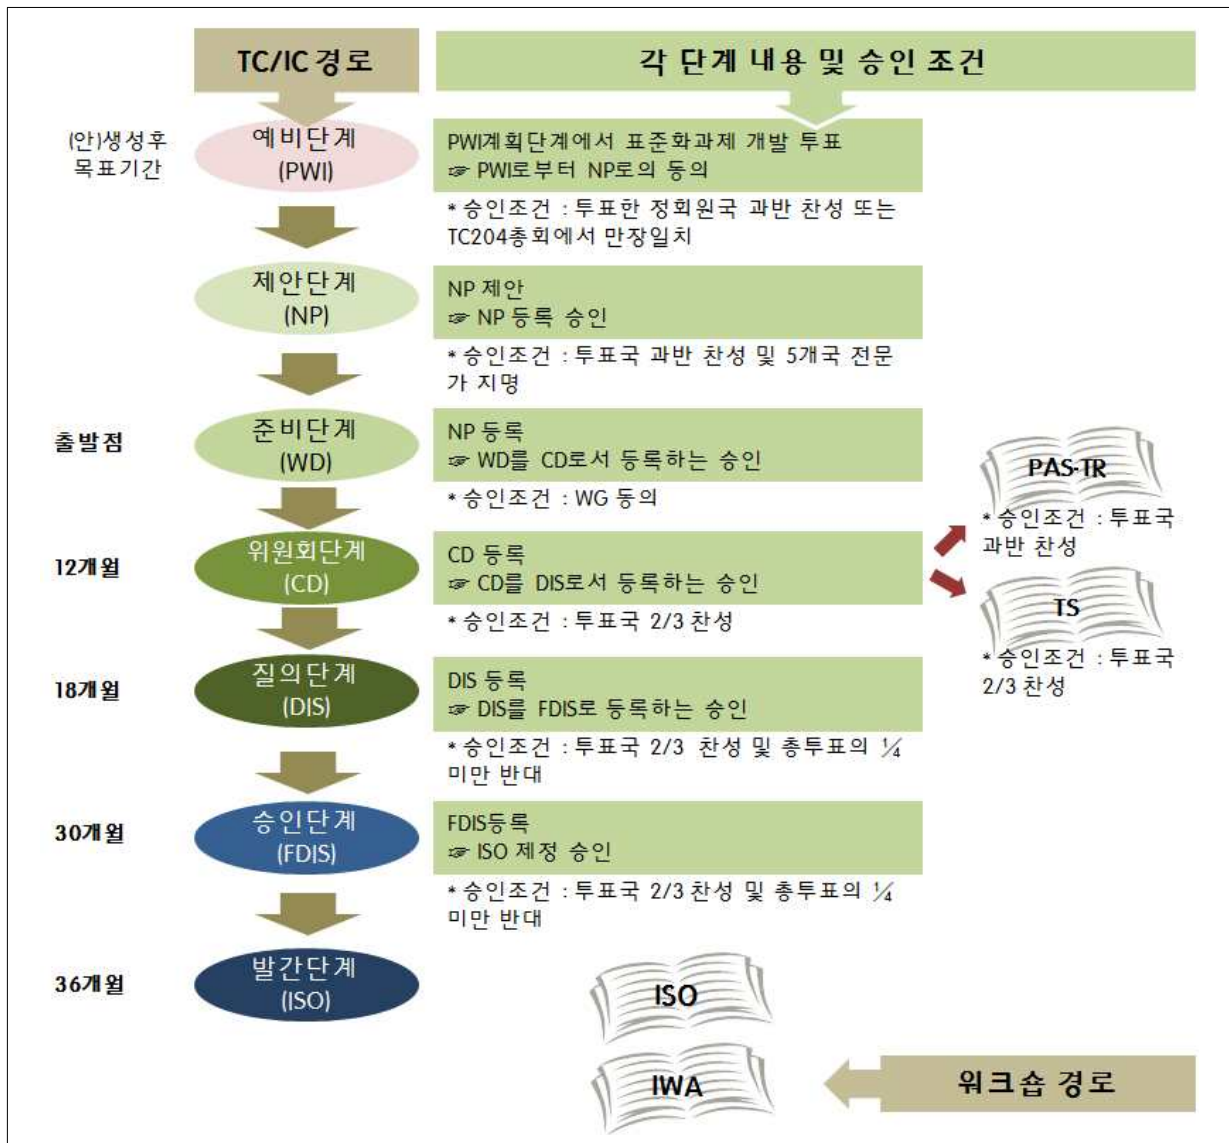 TC/IC 경로
각 단계 내용 및 승인 조건
(안)생성후
목표기간
예비단계
(PWI)
PWI계획단계에서 표준화과제 개발 투표
☞ PWI로부터 NP로의 동의
* 승인조건 : 투표한 정회원국 과반 찬성 또는
TC204총회에서 만장일치
제안단계
(NP)
NP 제안
☞ NP 등록 승인
* 승인조건 : 투표국 과반 찬성 및 5개국 전문
가 지명
출발점
준비단계
(WD)
NP 등록
☞ WD를 CD로서 등록하는 승인
* 승인조건 : WG 동의
PAS-TR
* 승인조건 : 투표국
과반 찬성
12개월
위원회단계
(CD)
CD 등록
☞ CD를 DIS로서 등록하는 승인
* 승인조건 : 투표국 2/3 찬성
TS
* 승인조건 : 투표국
2/3 찬성
18개월
질의단계
(DIS)
DIS 등록
☞ DIS를 FDIS로 등록하는 승인
* 승인조건 : 투표국 2/3 찬성 및 총투표의 ¼
미만 반대
30개월
승인단계
(FDIS)
FDIS등록
☞ ISO 제정 승인
* 승인조건 : 투표국 2/3 찬성 및 총투표의 ¼
미만 반대
36개월
발간단계
(ISO)
ISO
IWA
워크숍 경로